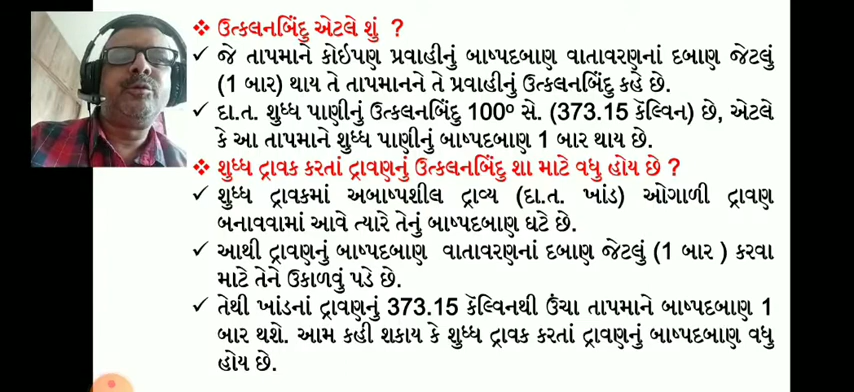 ❖ ઉત્કલનબિંદુ એટલે શું ?
✓ જે તાપમાને કોઇપણ પ્રવાહીનું બાષ્પદબાણ વાતાવરણનાં દબાણ જેટલું
(1 બાર) થાય તે તાપમાનને તે પ્રવાહીનું ઉત્કલનબિંદુ કહે છે.
✓ દા.ત. શુધ્ધ પાણીનું ઉત્કલનબિંદુ 100º સે. (373.15 કૅલ્વિન) છે, એટલે
કે આ તાપમાને શુધ્ધ પાણીનું બાષ્પદબાણ 1 બાર થાય છે.
❖ શુધ્ધ દ્રાવક કરતાં દ્રાવણનું ઉત્કલનબિંદુ શા માટે વધુ હોય છે ?
✓ શુધ્ધ દ્રાવકમાં અબાષ્પશીલ દ્રાવ્ય (દા.ત. ખાંડ) ઓગાળી દ્રાવણ
બનાવવામાં આવે ત્યારે તેનું બાષ્પદબાણ ઘટે છે.
✓ આથી દ્રાવણનું બાષ્પદબાણ વાતાવરણનાં દબાણ જેટલું (1 બાર ) કરવા
માટે તેને ઉકાળવું પડે છે.
✓ તેથી ખાંડનાં દ્રાવણનું 373.15 કૅલ્વિનથી ઉંચા તાપમાને બાષ્પદબાણ 1
બાર થશે. આમ કહી શકાય કે શુધ્ધ દ્રાવક કરતાં દ્રાવણનું બાષ્પદબાણ વધુ
હોય છે.